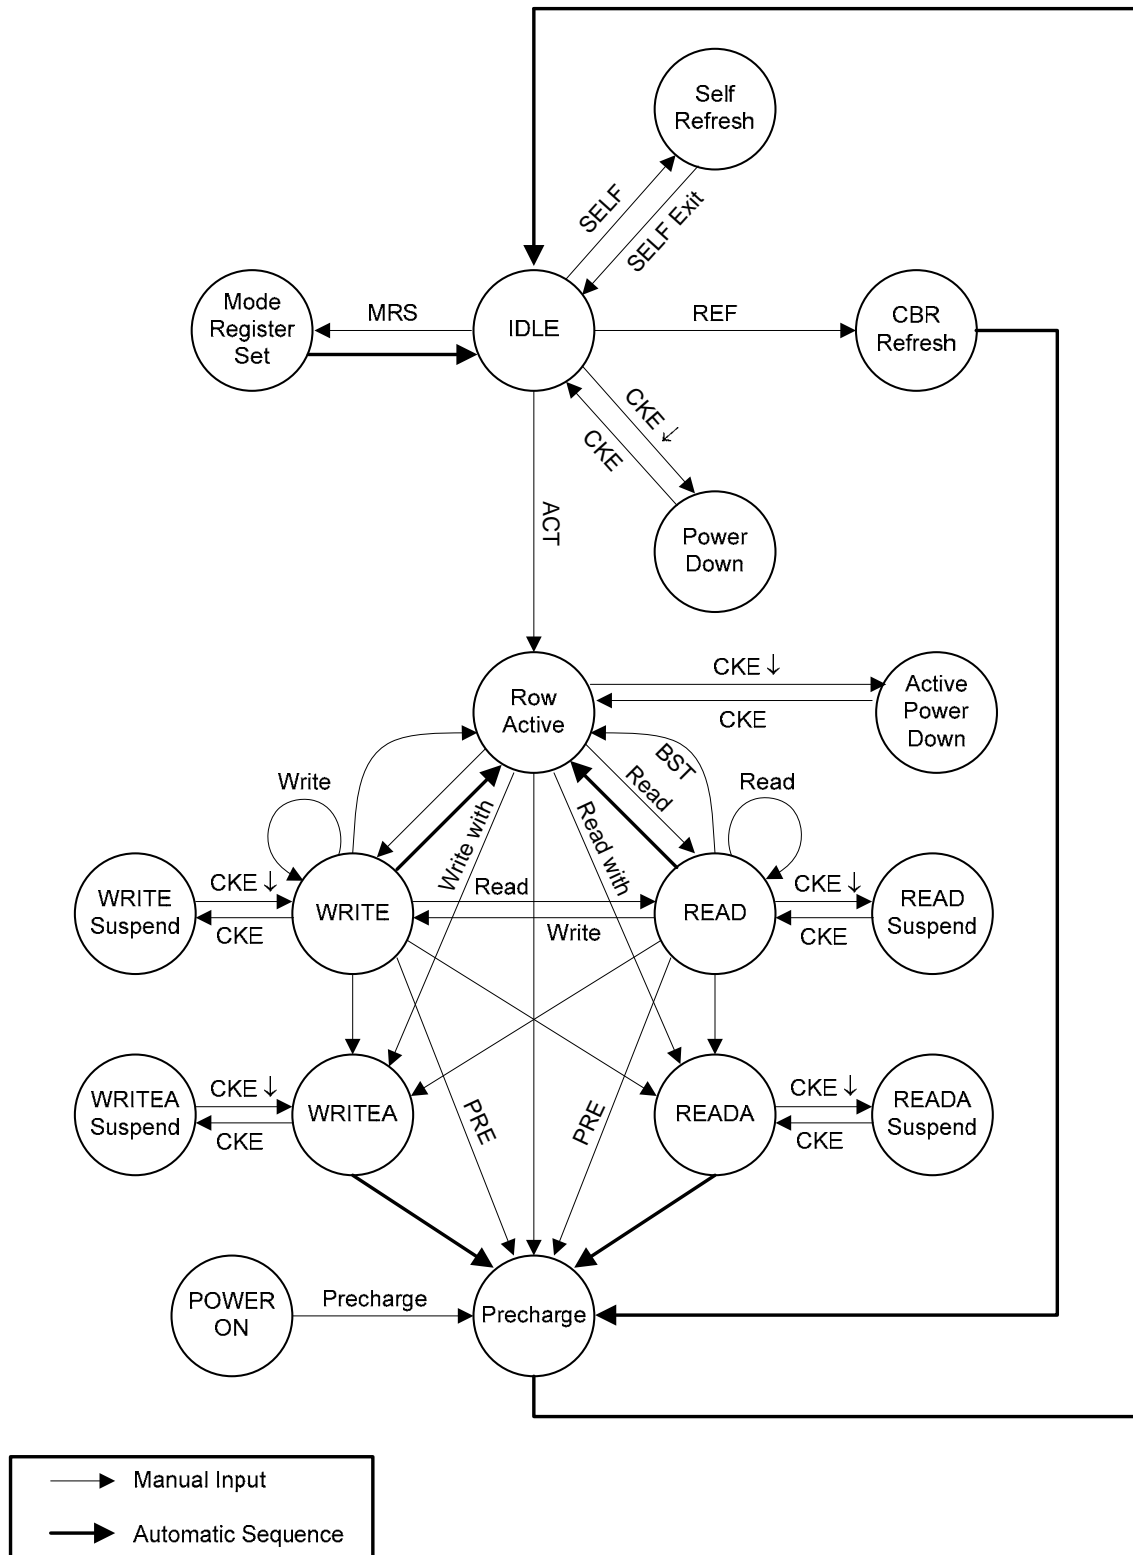 Self
Refresh
SELF
SELF Exit
Mode
Register
Set
MRS
IDLE
REF
CBR
Refresh
CKE ↓
CKE
ACT
Power
Down
Row
Active
CKE ↓
CKE
Active
Power
Down
BST
Read
Write
Read
Write with
Read with
WRITE
Suspend
CKE ↓
CKE
WRITE
Read
Write
READ
CKE ↓
CKE
READ
Suspend
WRITEA
Suspend
CKE ↓
CKE
WRITEA
PRE
PRE
READA
CKE ↓
CKE
READA
Suspend
POWER
ON
Precharge
Precharge
Manual Input
Automatic Sequence